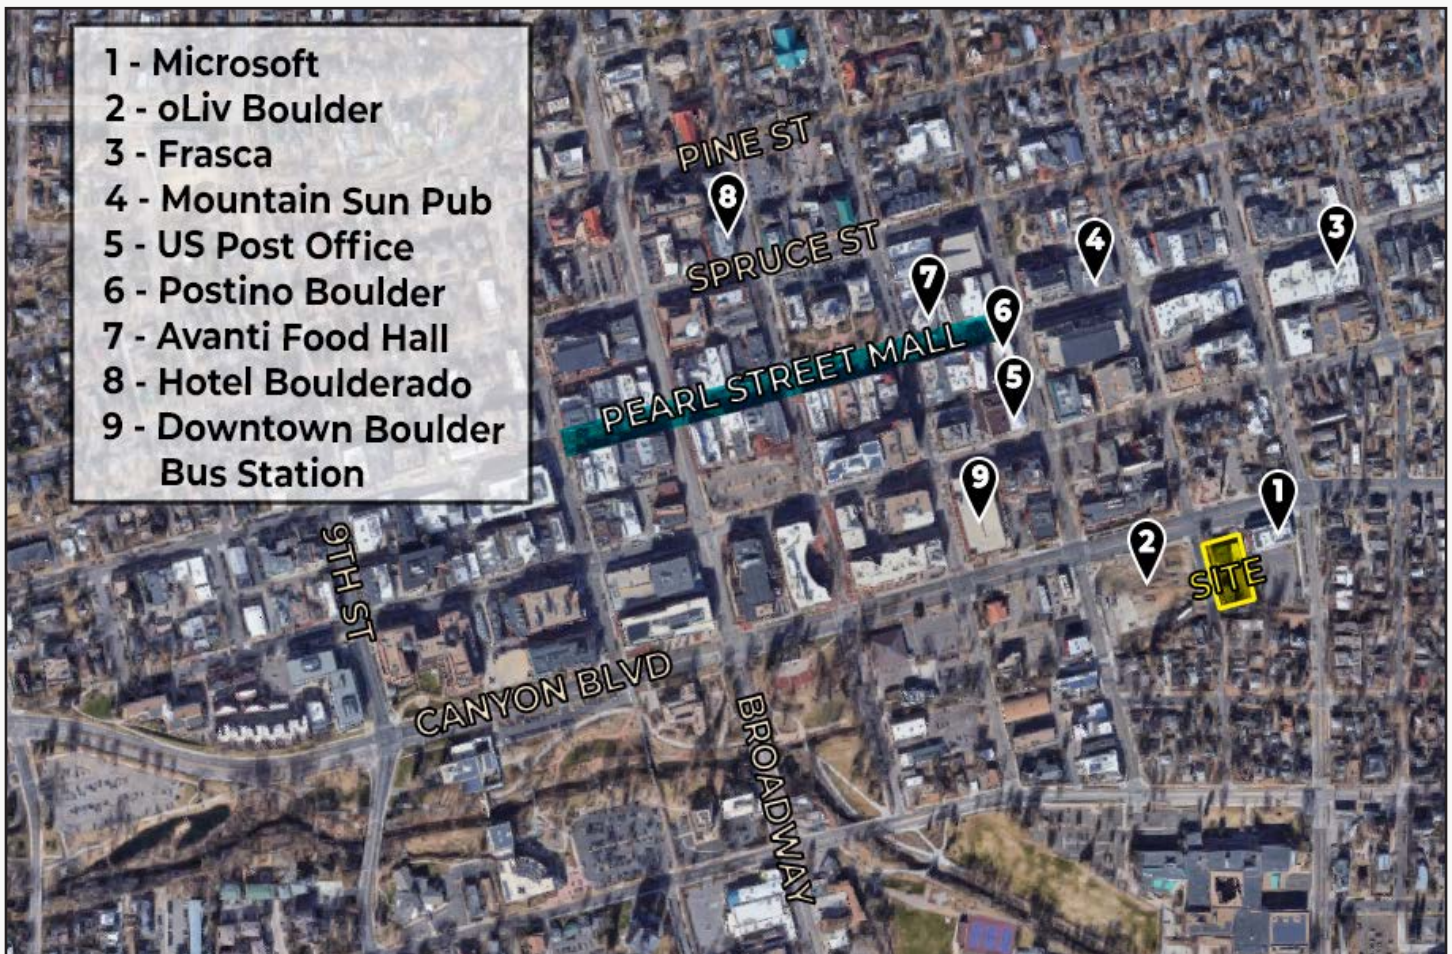 1 - Microsoft
2 - oLiv Boulder
3 - Frasca
4 - Mountain Sun Pub
5 - US Post Office
6 - Postino Boulder
7 - Avanti Food Hall
8 - Hotel Boulderado
9 - Downtown Boulder
Bus Station
PINE ST
8
SPRUCE ST
4
3
7
6
PEARL STREET MALL
5
9
1
2
SITE
9TH ST
CANYON BLVD
BROADWAY